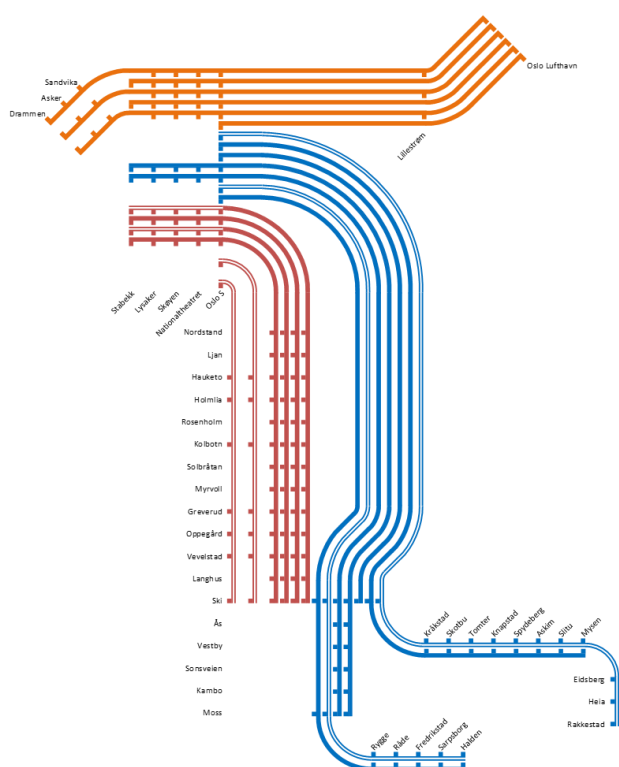 Oslo Lufthavn
Sandvika
Asker
Drammen
Lillestrøm
Stabekk
Lysaker
Skøyen
Nationaltheatret
Oslo S
Nordstand
Ljan
Hauketo
Holmlia
Rosenholm
Kolbotn
Solbråtan
Myrvoll
Greverud
Oppegård
Vevelstad
Langhus
Ski
Ås
Vestby
Sonsveien
Kambo
Moss
Kråkstad
Skotbu
Tomter
Knapstad
Spydeberg
Askim
Slitu
Mysen
Eidsberg
Heia
Rakkestad
Rygge
Råde
Fredrikstad
Sarpsborg
Halden